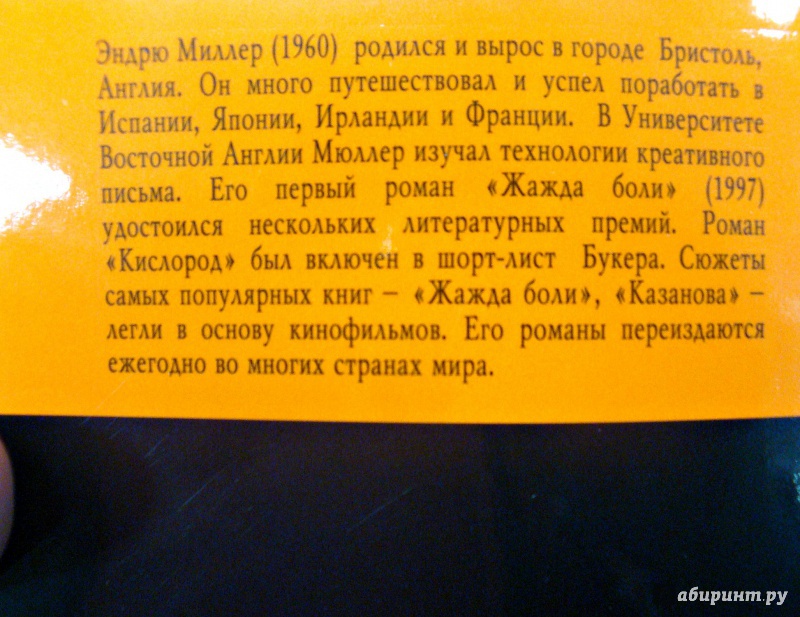 Эндрю Миллер (1960) родился и вырос в городе Бристоль,
Англия. Он много путешествовал и успел поработать в
Испании, Японии, Ирландии и Франции. В Университете
Восточной Англии Мюллер изучал технологии креативного
письма. Его первый роман «Жажда боли» (1997)
удостоился нескольких литературных премий. Роман
«Кислород» был включен в шорт-лист Букера. Сюжеты
самых популярных книг – «Жажда боли», «Казанова» –
легли в основу кинофильмов. Его романы переиздаются
ежегодно во многих странах мира.
абиринт.ру